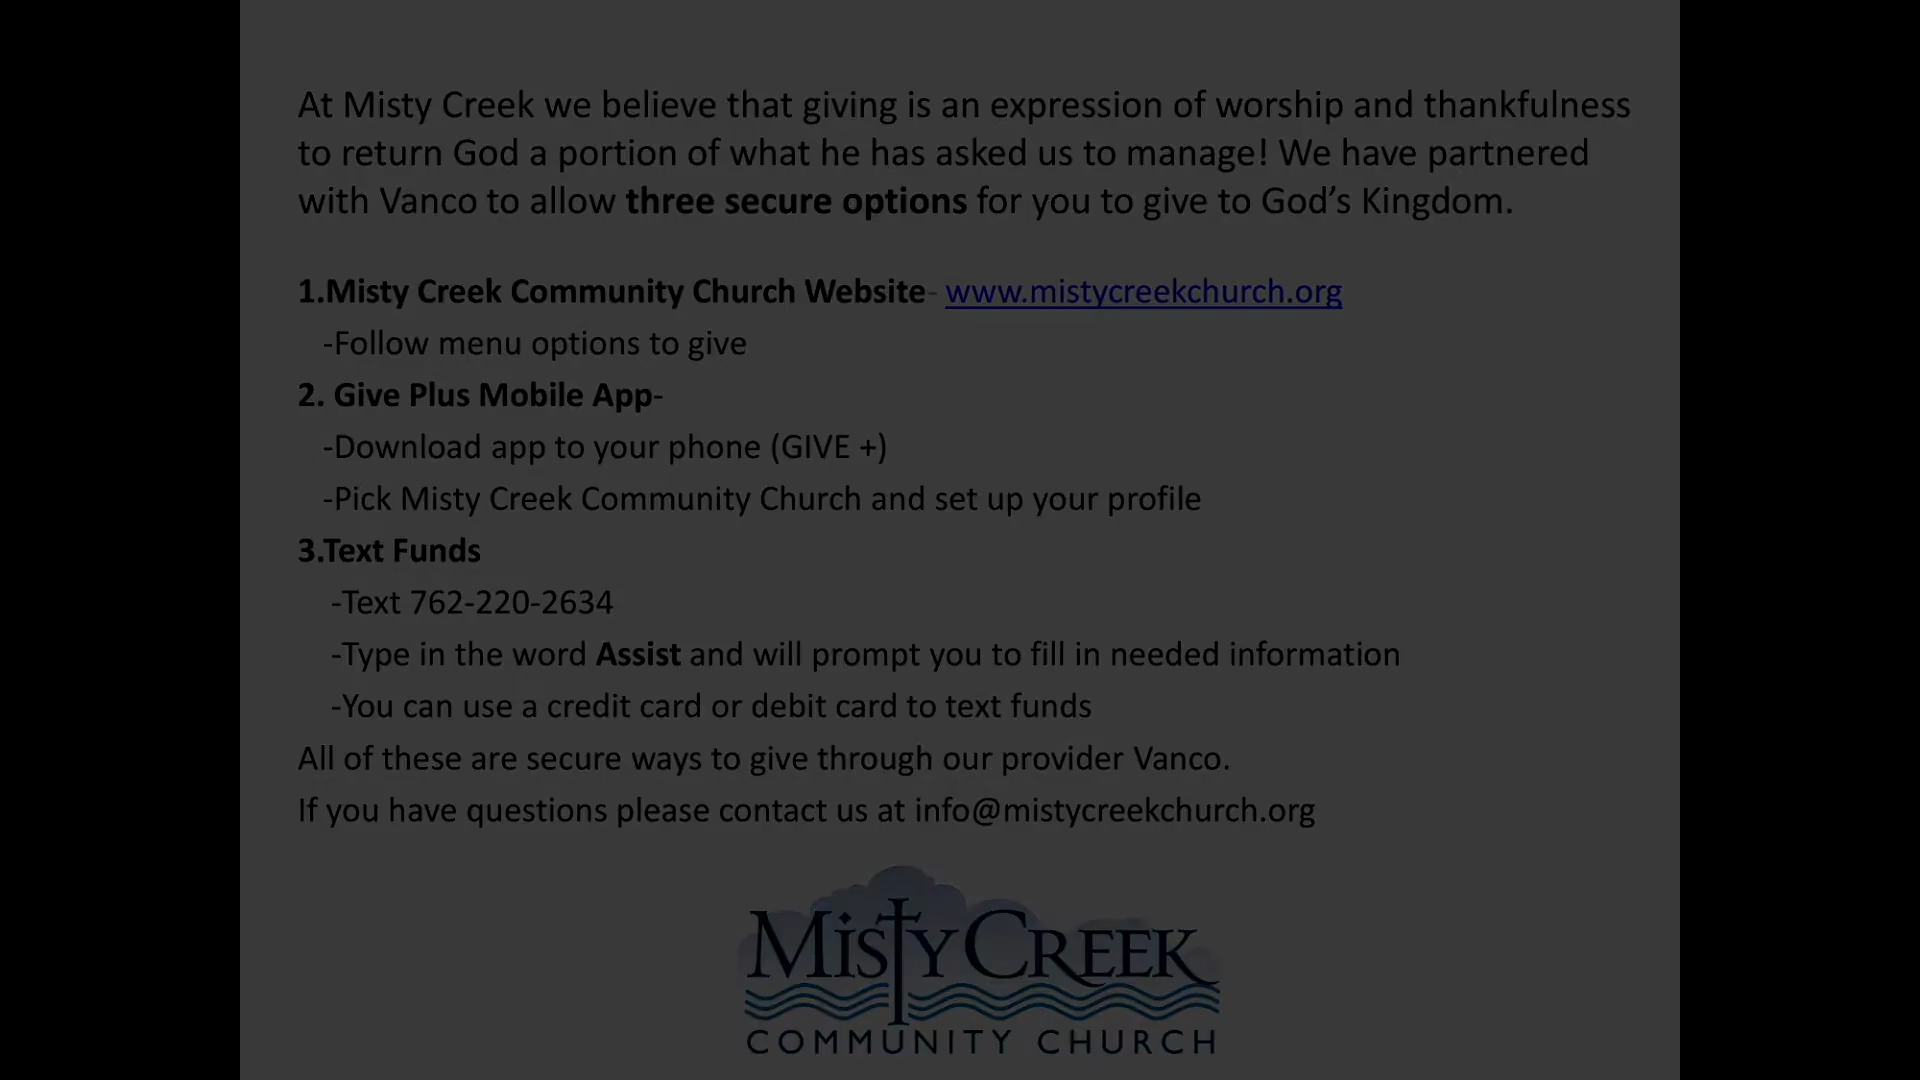 At Misty Creek we believe that giving is an expression of worship and thankfulness
to return God a portion of what he has asked us to manage! We have partnered
with Vanco to allow three secure options for you to give to God’s Kingdom.
1.Misty Creek Community Church Website- www.mistycreekchurch.org
-Follow menu options to give
2. Give Plus Mobile App-
-Download app to your phone (GIVE +)
-Pick Misty Creek Community Church and set up your profile
3.Text Funds
-Text 762-220-2634
-Type in the word Assist and will prompt you to fill in needed information
-You can use a credit card or debit card to text funds
All of these are secure ways to give through our provider Vanco.
If you have questions please contact us at info@mistycreekchurch.org
MISTY CREEK
COMMUNITY CHURCH